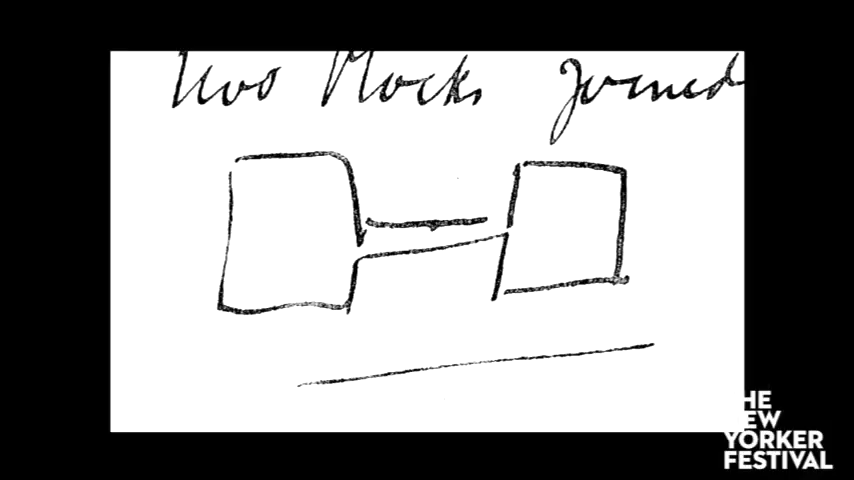 Two Blocks Joined
THE
NEW
YORKER
FESTIVAL